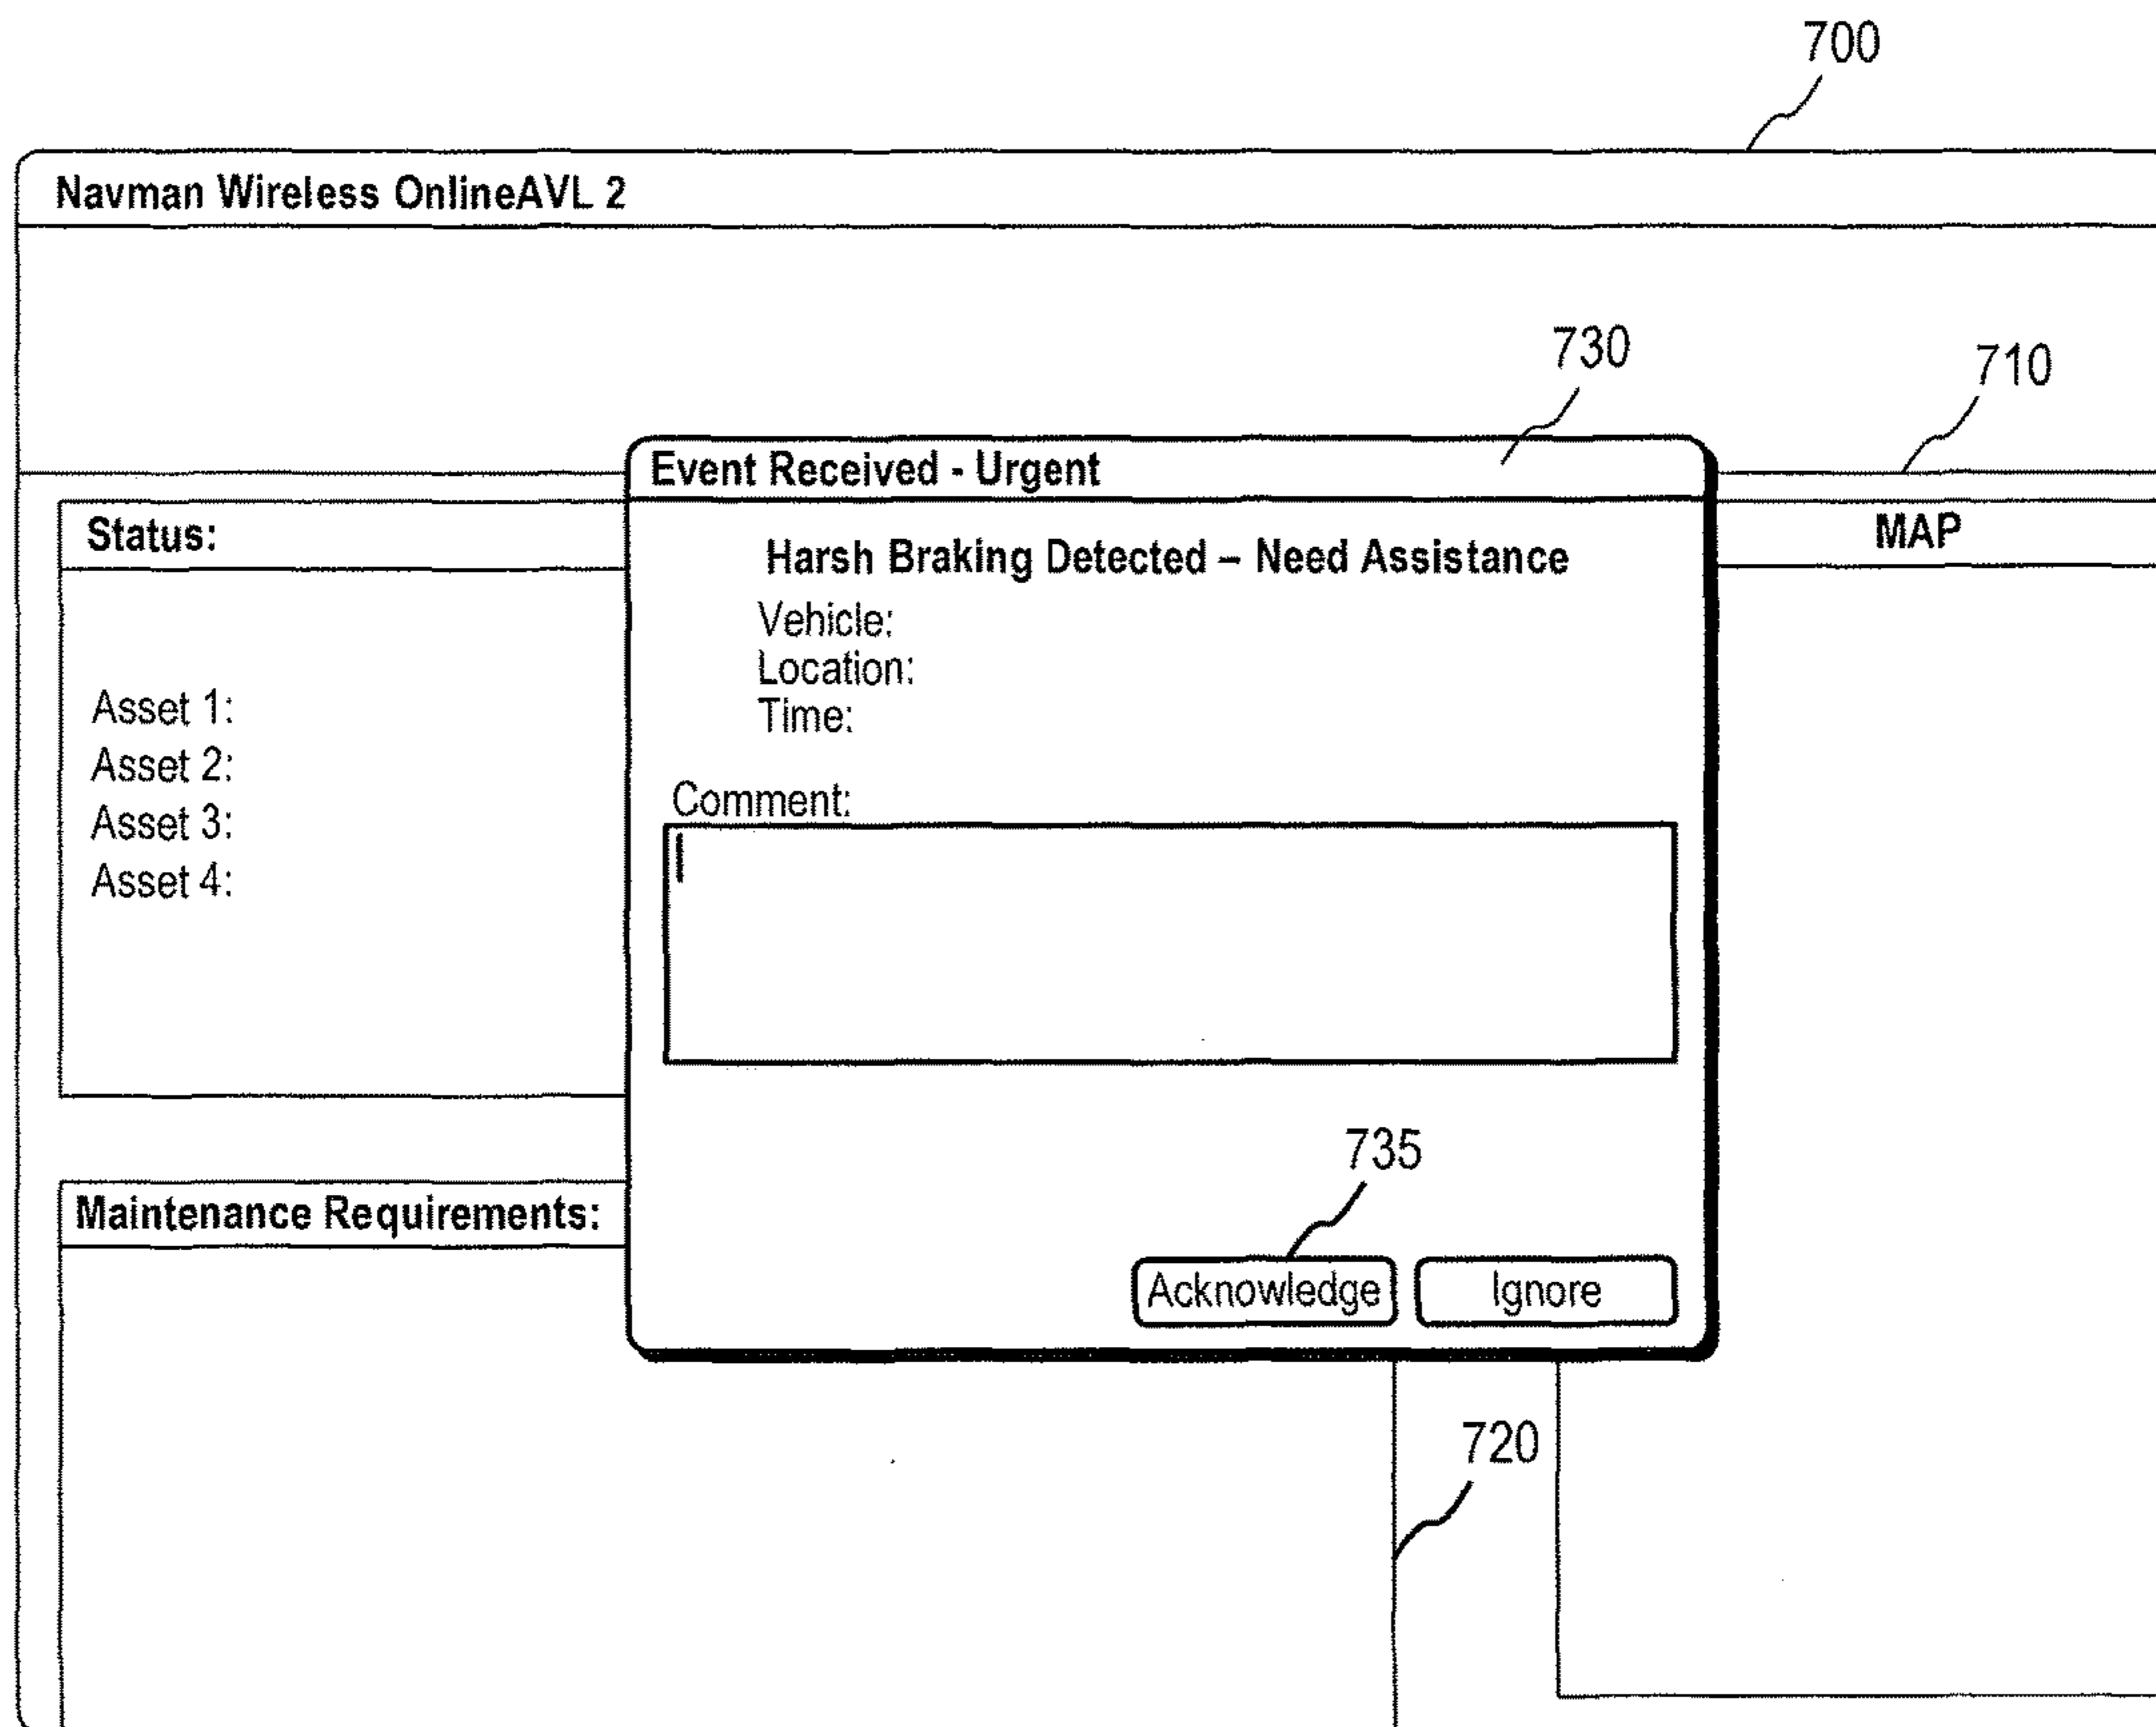 700
Navman Wireless OnlineAVL 2
730
710
Event Received - Urgent
Status:
MAP
Harsh Braking Detected – Need Assistance
Vehicle:
Location:
Time:
Asset 1:
Asset 2:
Asset 3:
Asset 4:
Comment:
735
Maintenance Requirements:
Acknowledge
Ignore
720